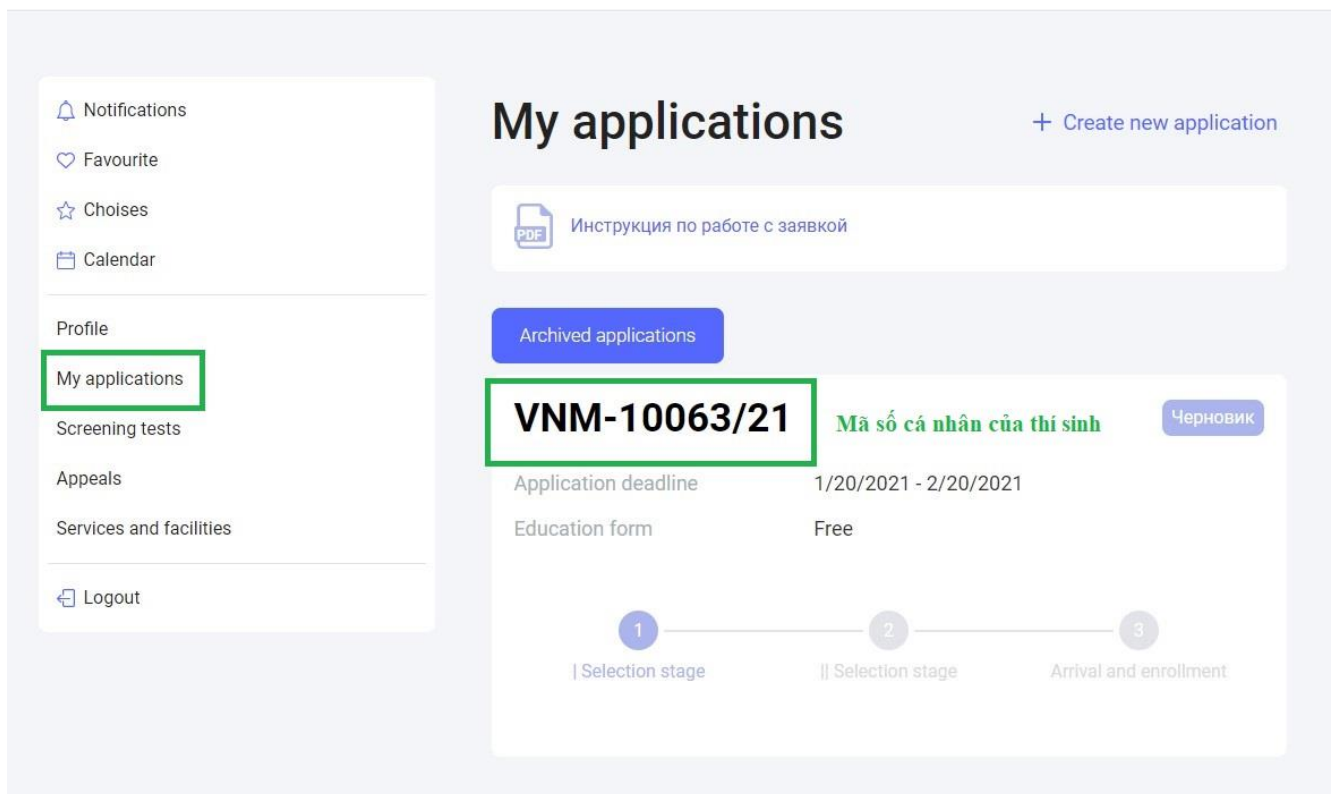 Notifications
Favourite
Choises
Calendar
Profile
My applications
Screening tests
Appeals
Services and facilities
Logout
My applications
+ Create new application
PDF
Инструкция по работе с заявкой
Archived applications
VNM-10063/21 Mã số cá nhân của thí sinh Черновик
Application deadline 1/20/2021 - 2/20/2021
Education form Free
1 2 3
| Selection stage || Selection stage Arrival and enrollment